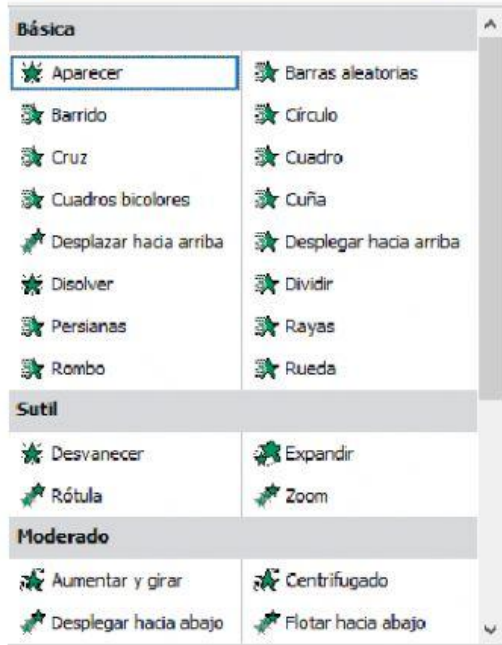 Básica
Aparecer Barras aleatorias
Barrido Círculo
Cruz Cuadro
Cuadros bicolores Cuña
Desplazar hacia arriba Desplegar hacia arriba
Disolver Dividir
Persianas Rayas
Rombo Rueda
Sutil
Desvanecer Expandir
Rótula Zoom
Moderado
Aumentar y girar Centrifugado
Desplegar hacia abajo Flotar hacia abajo